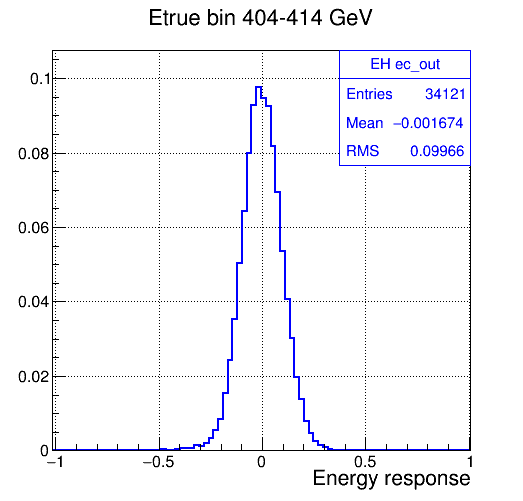 Etrue bin 404-414 GeV
EH ec_out
Entries 34121
Mean −0.001674
RMS 0.09966
0.1
0.08
0.06
0.04
0.02
0
−1 −0.5 0 0.5 1
Energy response